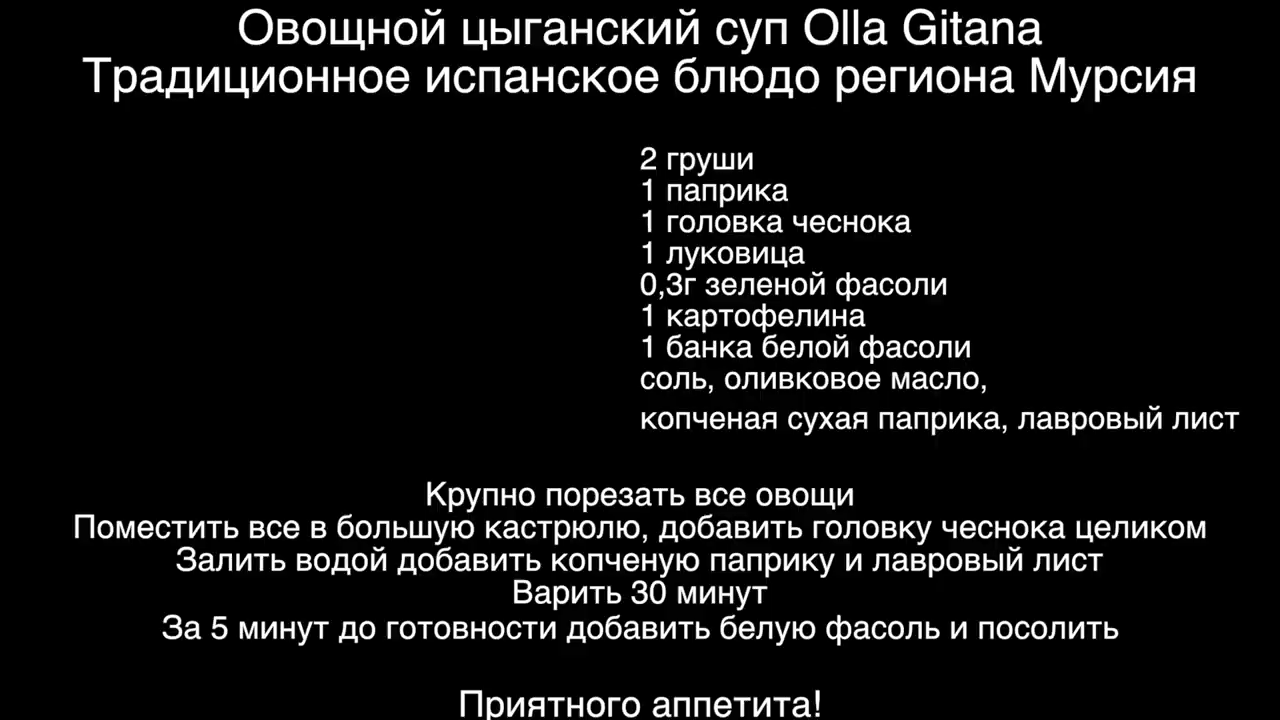 Овощной цыганский суп Olla Gitana
Традиционное испанское блюдо региона Мурсия
2 груши
1 паприка
1 головка чеснока
1 луковица
0,3г зеленой фасоли
1 картофелина
1 банка белой фасоли
соль, оливковое масло,
копченая сухая паприка, лавровый лист
Крупно порезать все овощи
Поместить все в большую кастрюлю, добавить головку чеснока целиком
Залить водой добавить копченую паприку и лавровый лист
Варить 30 минут
За 5 минут до готовности добавить белую фасоль и посолить
Приятного аппетита!